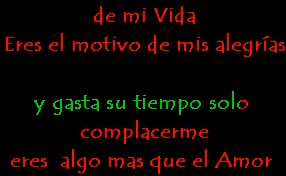 de mi Vida
Eres el motivo de mis alegrías
y gasta su tiempo solo
complacerme
eres algo mas que el Amor